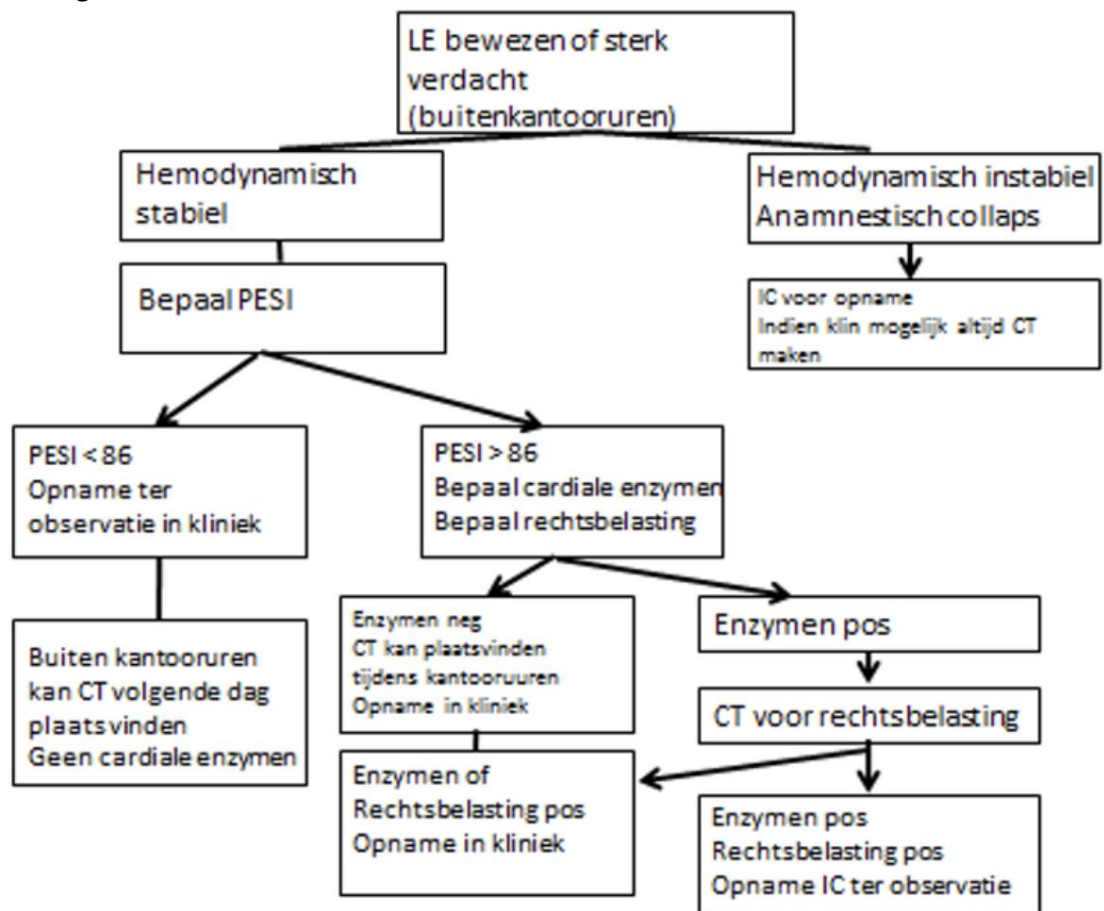 LE bewezen of sterk
verdacht
(buitenkantooruren)
Hemodynamisch
stabiel
Hemodynamisch instabiel
Anamnestisch collaps
Bepaal PESI
IC voor opname
Indien klin mogelijk altijd CT
maken
PESI < 86
Opname ter
observatie in kliniek
PESI > 86
Bepaal cardiale enzymen
Bepaal rechtsbelasting
Buiten kantooruren
kan CT volgende dag
plaats vinden
Geen cardiale enzymen
Enzymen neg
CT kan plaatsvinden
tijdens kantooruuren
Opname in kliniek
Enzymen pos
CT voor rechtsbelasting
Enzymen of
Rechtsbelasting pos
Opname in kliniek
Enzymen pos
Rechtsbelasting pos
Opname IC ter observatie